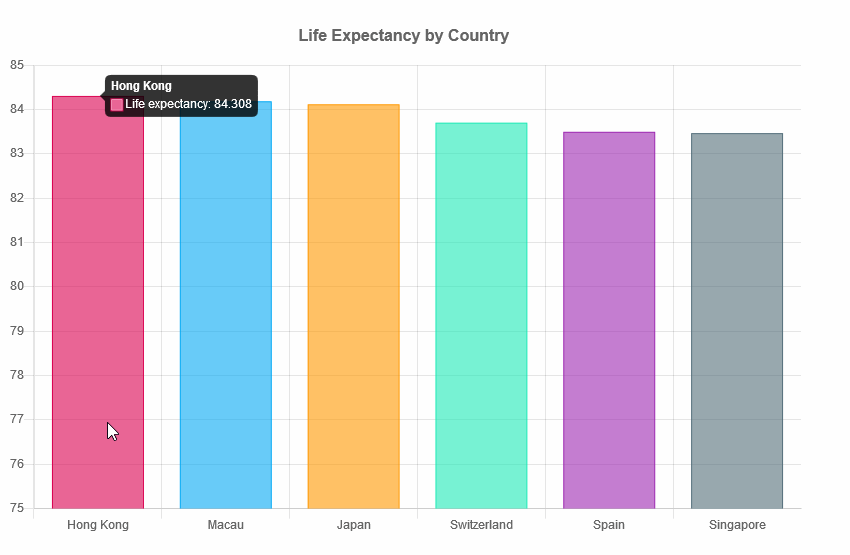 Life Expectancy by Country
85
Hong Kong
Life expectancy: 84.308
84
83
82
81
80
79
78
77
76
75
Hong Kong Macau Japan Switzerland Spain Singapore